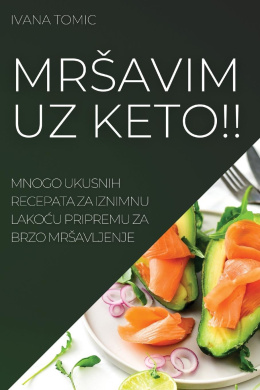 IVANA TOMIC
MRŠAVIM
UZ KETO!!
MNOGO UKUSNIH
RECEPATA ZA IZNIMNU
LAKOĆU PRIPREMU ZA
BRZO MRŠAVLJENJE